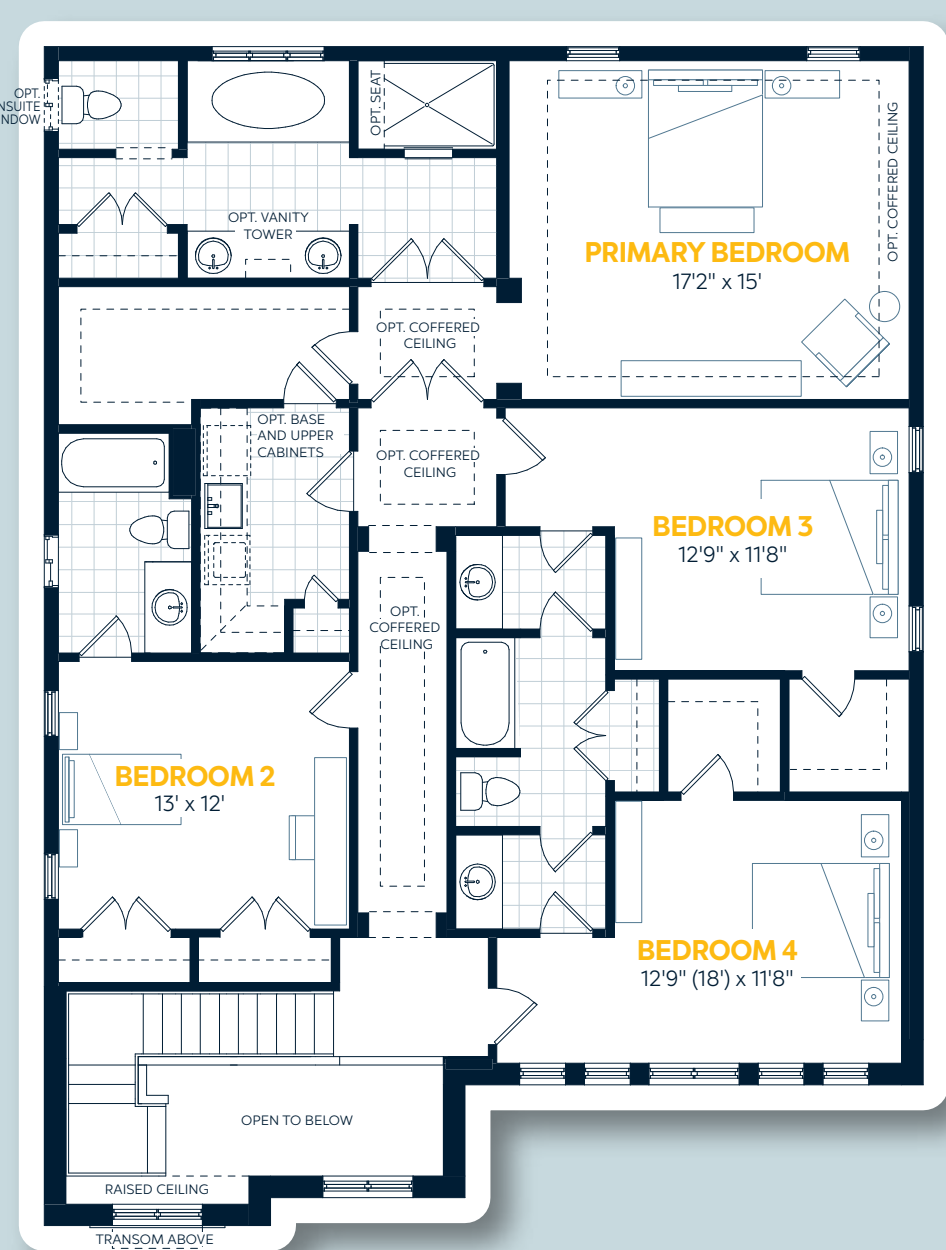 OPT.
NSUITE
NDOW
OPT. SEAT
OPT. COFFERED CEILING
OPT. VANITY
TOWER
PRIMARY BEDROOM
17'2" x 15'
OPT. COFFERED
CEILING
OPT. BASE
AND UPPER
CABINETS
OPT. COFFERED
CEILING
BEDROOM 3
12'9" x 11'8"
OPT.
COFFERED
CEILING
BEDROOM 2
13' x 12'
BEDROOM 4
12'9" (18') x 11'8"
OPEN TO BELOW
RAISED CEILING
TRANSOM ABOVE